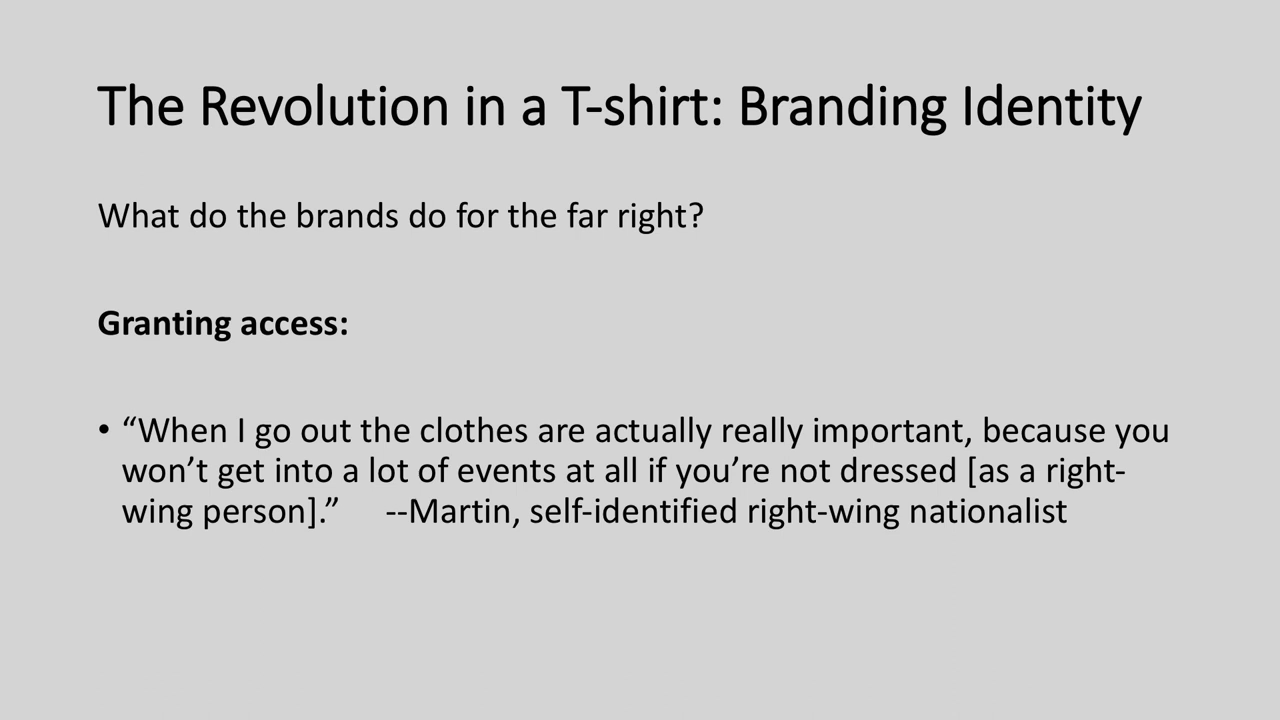 The Revolution in a T-shirt: Branding Identity
What do the brands do for the far right?
Granting access:
• “When I go out the clothes are actually really important, because you
won’t get into a lot of events at all if you’re not dressed [as a right-
wing person].” --Martin, self-identified right-wing nationalist